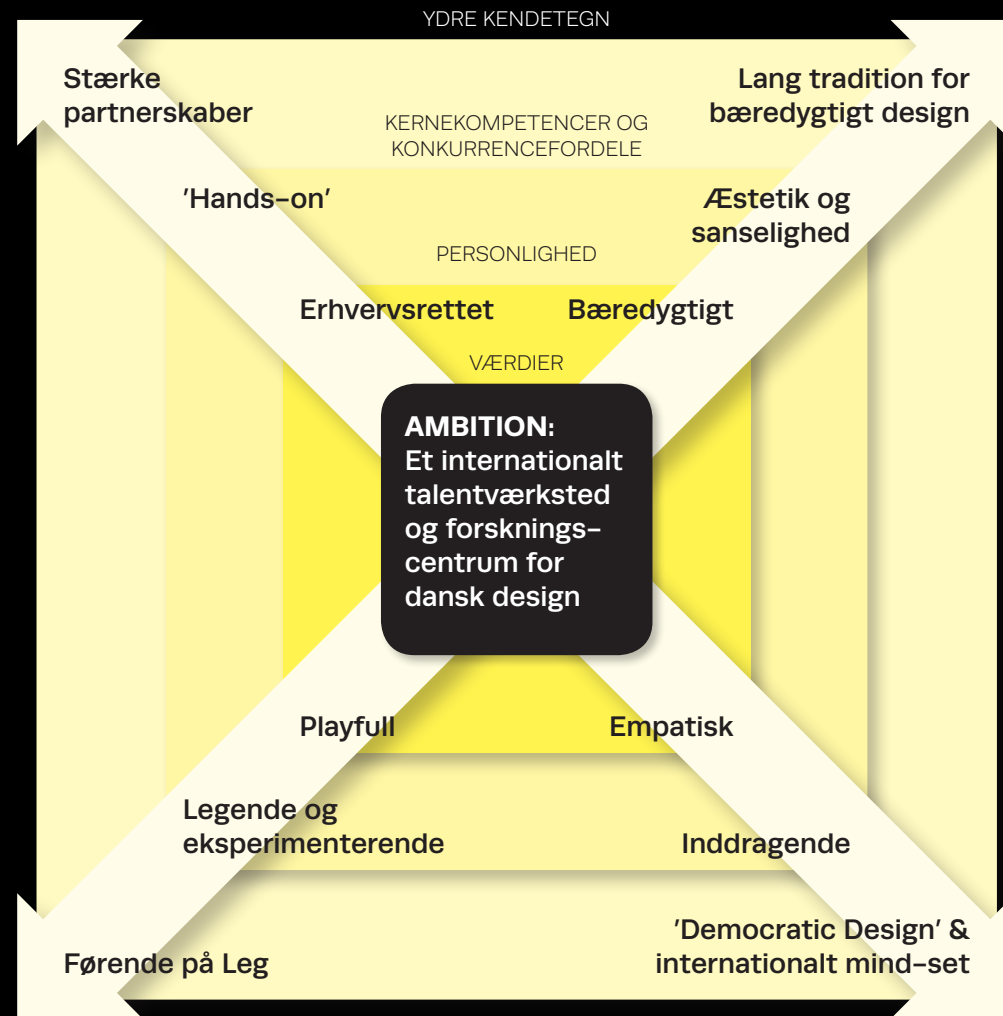 YDRE KENDETEGN
Stærke
partnerskaber
Lang tradition for
bæredygtigt design
KERNEKOMPETENCER OG
KONKURRENCEFORDELE
'Hands-on'
Æstetik og
sanselighed
PERSONLIGHED
Erhvervsrettet
Bæredygtigt
VÆRDIER
AMBITION:
Et internationalt
talentværksted
og forsknings-
centrum for
dansk design
Playfull
Empatisk
Legende og
eksperimenterende
Inddragende
Førende på Leg
'Democratic Design' &
internationalt mind-set